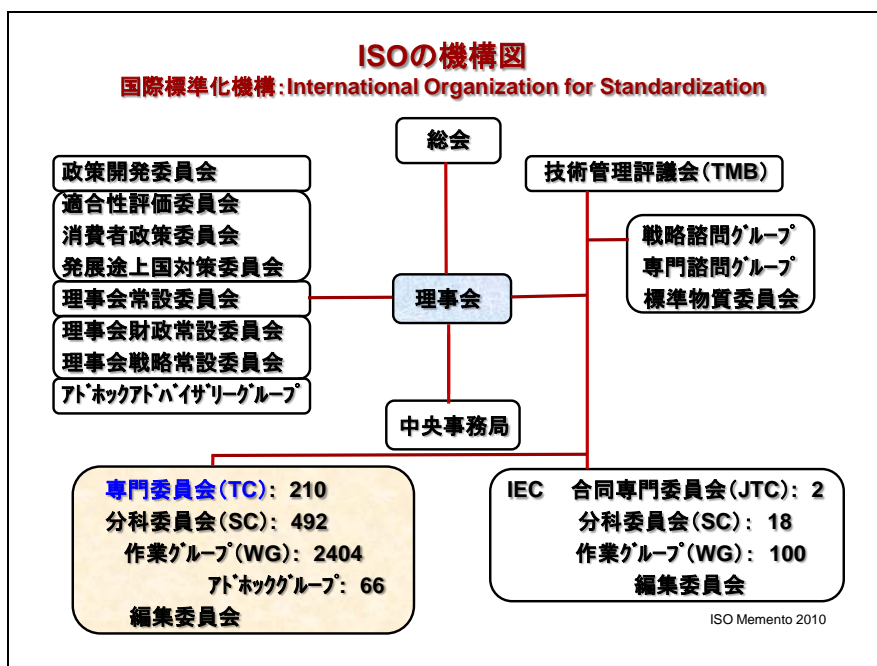 ISOの機構図
国際標準化機構:International Organization for Standardization
総会
政策開発委員会
適合性評価委員会
消費者政策委員会
発展途上国対策委員会
理事会常設委員会
理事会財政常設委員会
理事会戦略常設委員会
アドホックアドバイザリーグループ
理事会
中央事務局
技術管理評議会(TMB)
戦略諮問グループ
専門諮問グループ
標準物質委員会
専門委員会(TC): 210
分科委員会(SC): 492
作業グループ(WG): 2404
アドホックグループ: 66
編集委員会
IEC 合同専門委員会(JTC): 2
分科委員会(SC): 18
作業グループ(WG): 100
編集委員会
ISO Memento 2010